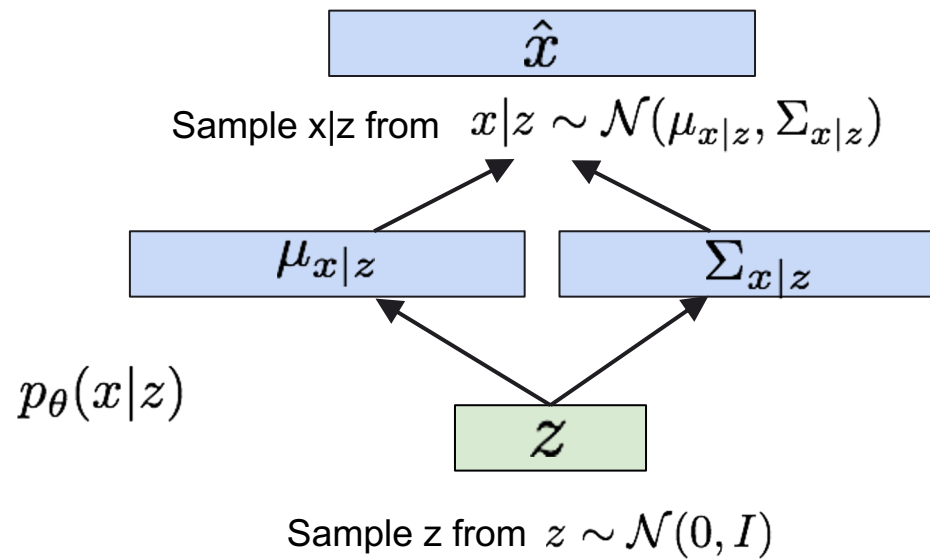 x̂
Sample x|z from x|z ∼ 𝒩(μ_{x|z}, Σ_{x|z})
μ_{x|z} Σ_{x|z}
p_θ(x|z)
z
Sample z from z ∼ 𝒩(0, I)